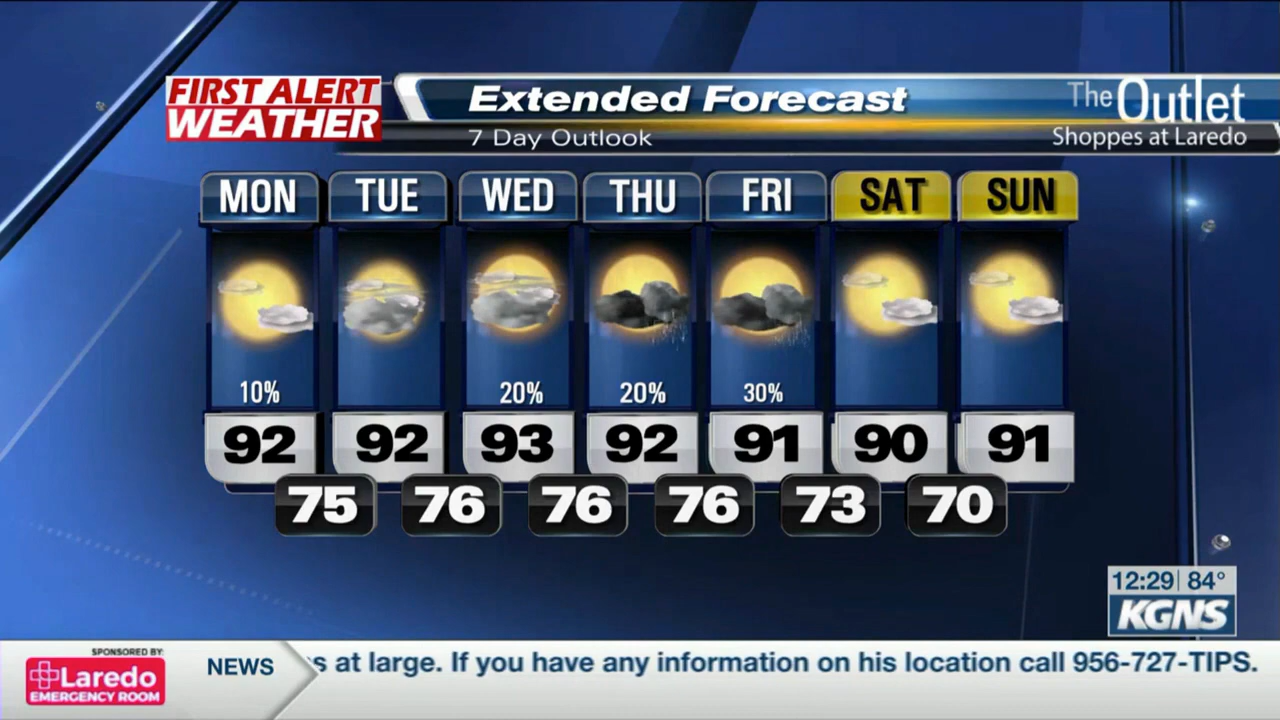 FIRST ALERT
WEATHER
Extended Forecast
7 Day Outlook
The Outlet
Shoppes at Laredo
MON TUE WED THU FRI SAT SUN
10% 20% 20% 30%
92 92 93 92 91 90 91
75 76 76 76 73 70
12:29 84°
KGNS
SPONSORED BY:
Laredo
EMERGENCY ROOM
NEWS
s at large. If you have any information on his location call 956-727-TIPS.